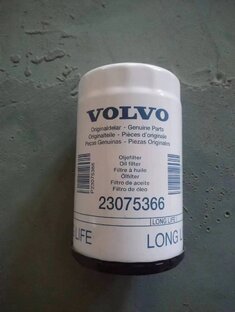 VOLVO
Originaldelar - Genuine Parts
Originalteile - Pièces d'origine
Peças Genuinas - Piezas Originales
Oljefilter
Oil filter
Filtre à huile
Ölfilter
Filtro de aceite
Filtro de óleo
23075366
LONG LIFE
LIFE
LONG L